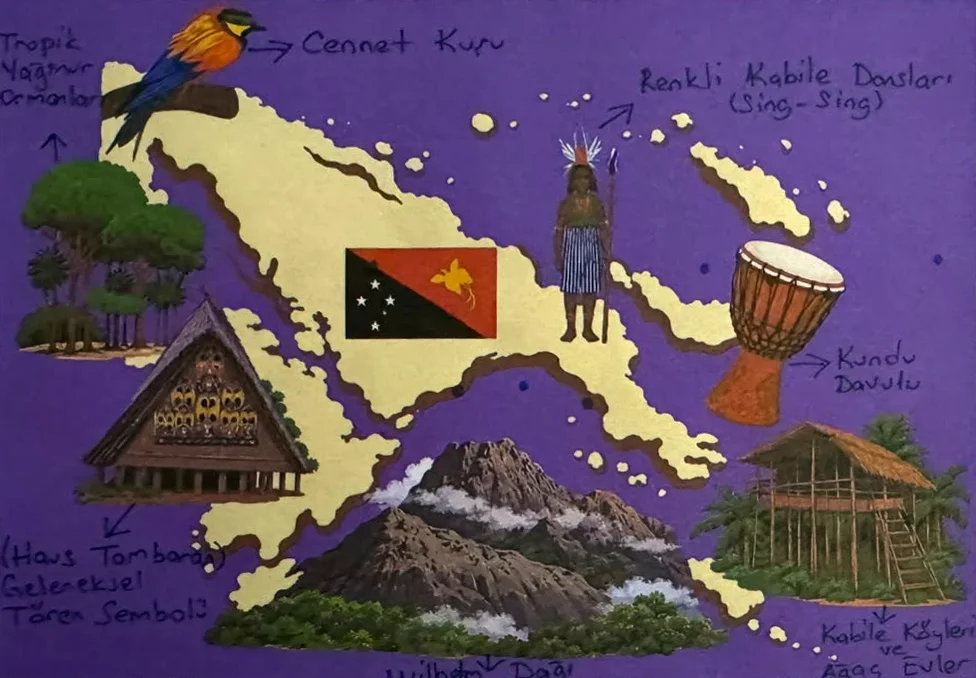 Cennet Kuşu
Tropik
Yağmur
Ormanları
Renkli Kabile Dansları
(Sing-Sing)
Kundu
Davulu
(Haus Tambaran)
Geleneksel
Tören Sembolü
Wilhelm Dağı
Kabile Köyleri
ve
Ağaç Evler